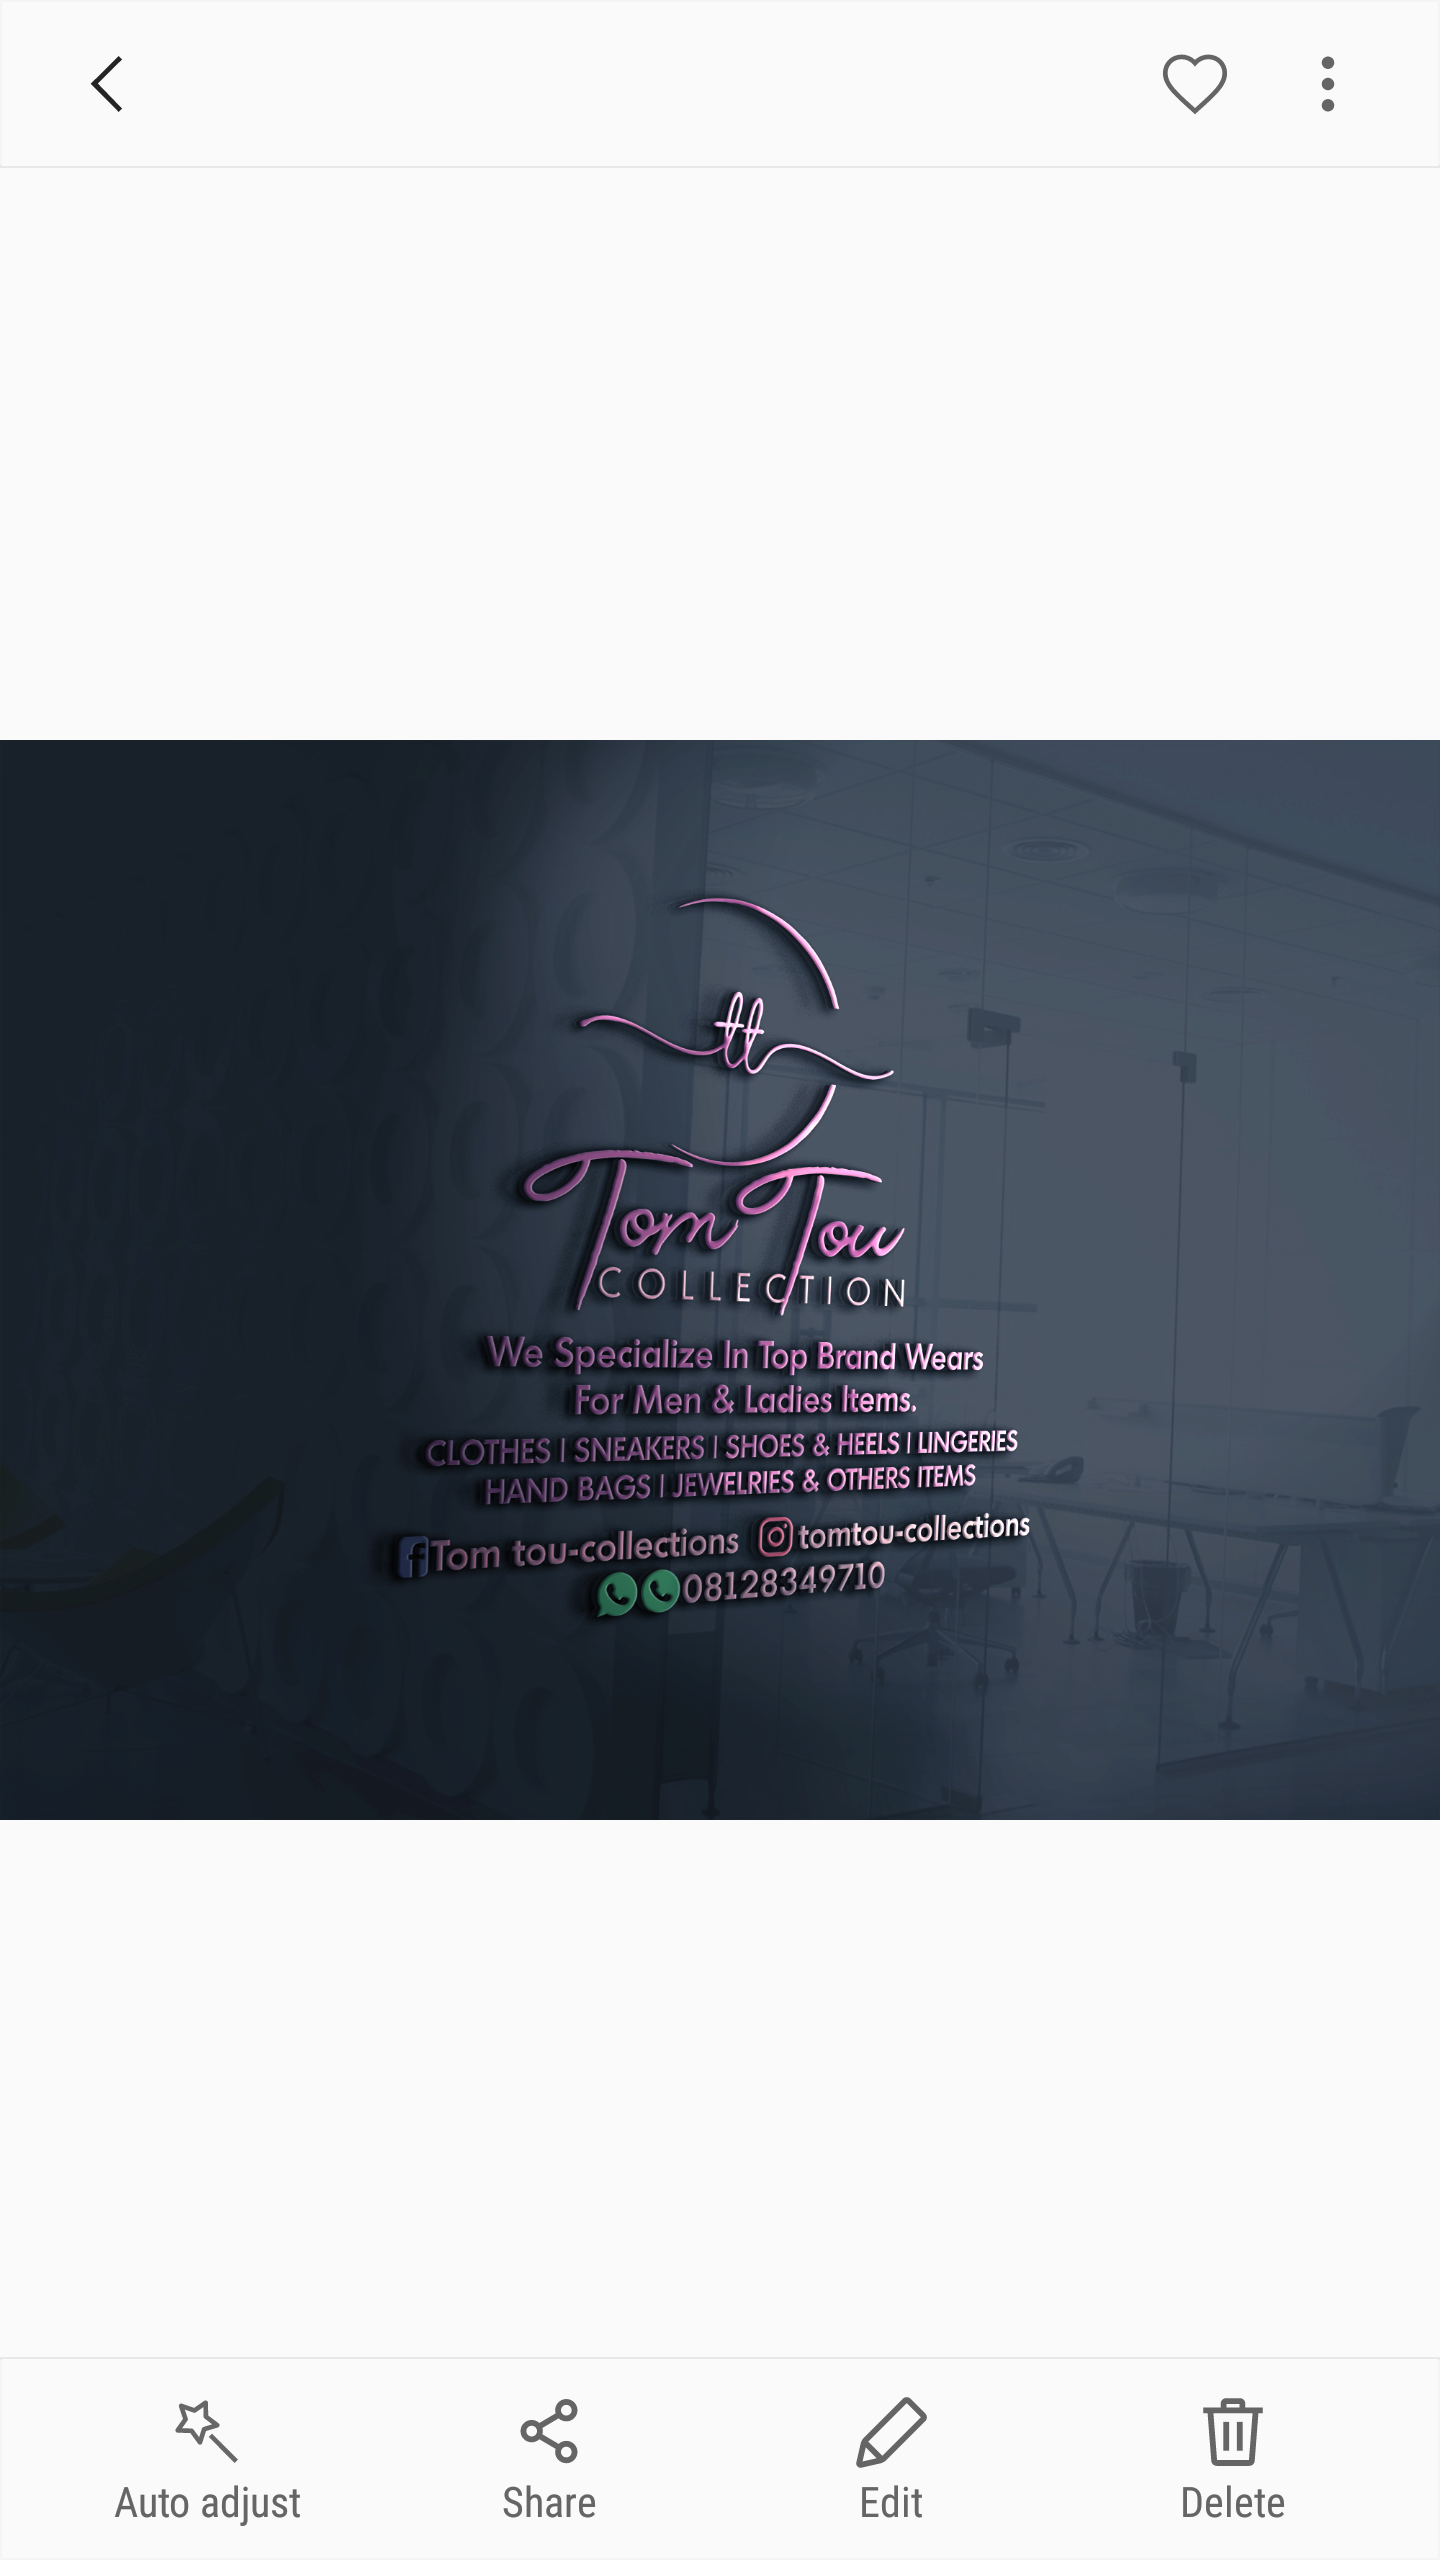 tt
Tom Tou
COLLECTION
We Specialize In Top Brand Wears
For Men & Ladies Items.
CLOTHES | SNEAKERS | SHOES & HEELS | LINGERIES
HAND BAGS | JEWELRIES & OTHERS ITEMS
Tom tou-collections tomtou-collections
08128349710
Auto adjust Share Edit Delete